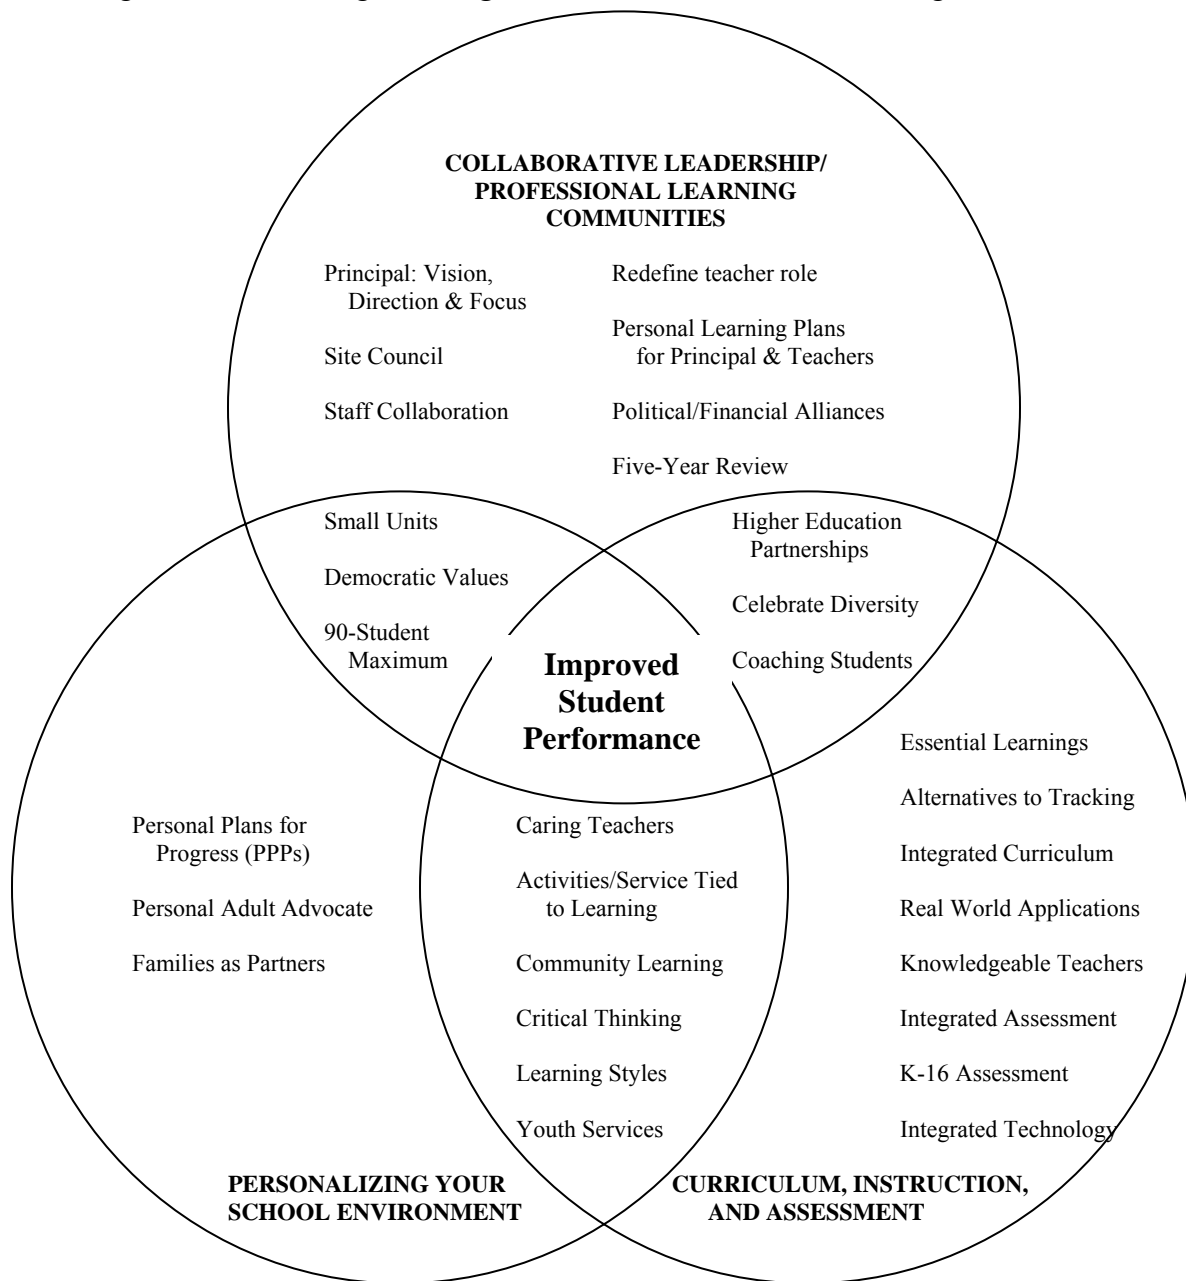 COLLABORATIVE LEADERSHIP/
PROFESSIONAL LEARNING
COMMUNITIES
Principal: Vision,
Direction & Focus
Site Council
Staff Collaboration
Redefine teacher role
Personal Learning Plans
for Principal & Teachers
Political/Financial Alliances
Five-Year Review
Small Units
Democratic Values
90-Student
Maximum
Higher Education
Partnerships
Celebrate Diversity
Coaching Students
Improved
Student
Performance
Personal Plans for
Progress (PPPs)
Personal Adult Advocate
Families as Partners
Caring Teachers
Activities/Service Tied
to Learning
Community Learning
Critical Thinking
Learning Styles
Youth Services
Essential Learnings
Alternatives to Tracking
Integrated Curriculum
Real World Applications
Knowledgeable Teachers
Integrated Assessment
K-16 Assessment
Integrated Technology
PERSONALIZING YOUR
SCHOOL ENVIRONMENT
CURRICULUM, INSTRUCTION,
AND ASSESSMENT